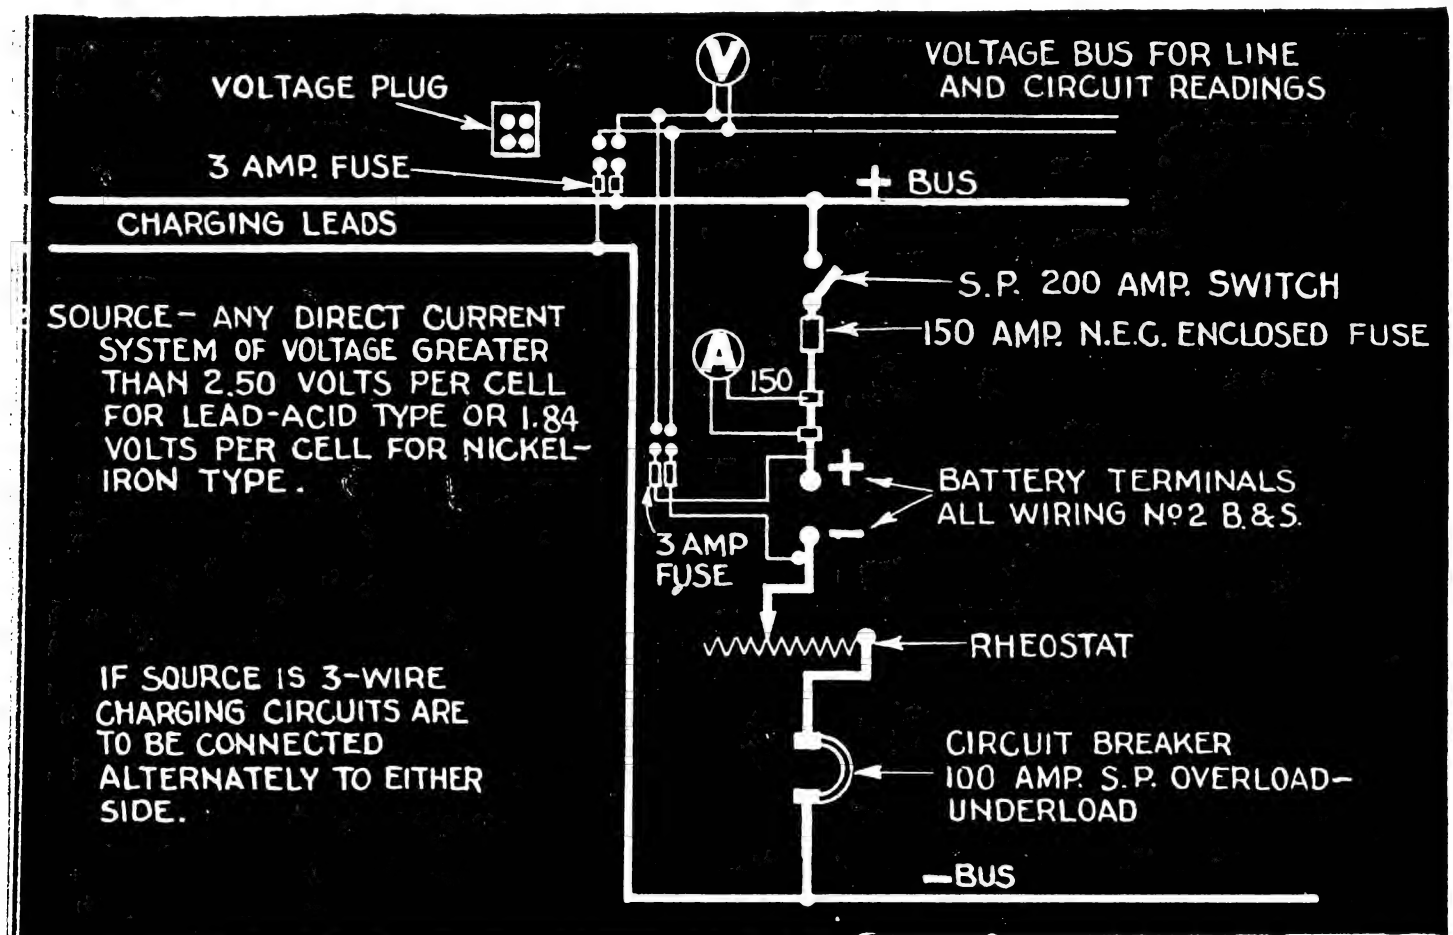 V
VOLTAGE BUS FOR LINE
AND CIRCUIT READINGS
VOLTAGE PLUG
3 AMP. FUSE
+ BUS
CHARGING LEADS
S.P. 200 AMP. SWITCH
150 AMP. N.E.C. ENCLOSED FUSE
SOURCE- ANY DIRECT CURRENT
SYSTEM OF VOLTAGE GREATER
THAN 2.50 VOLTS PER CELL
FOR LEAD-ACID TYPE OR 1.84
VOLTS PER CELL FOR NICKEL-
IRON TYPE.
A
150
+
-
BATTERY TERMINALS
ALL WIRING No2 B.&S.
3 AMP
FUSE
RHEOSTAT
IF SOURCE IS 3-WIRE
CHARGING CIRCUITS ARE
TO BE CONNECTED
ALTERNATELY TO EITHER
SIDE.
CIRCUIT BREAKER
100 AMP. S.P. OVERLOAD-
UNDERLOAD
-BUS